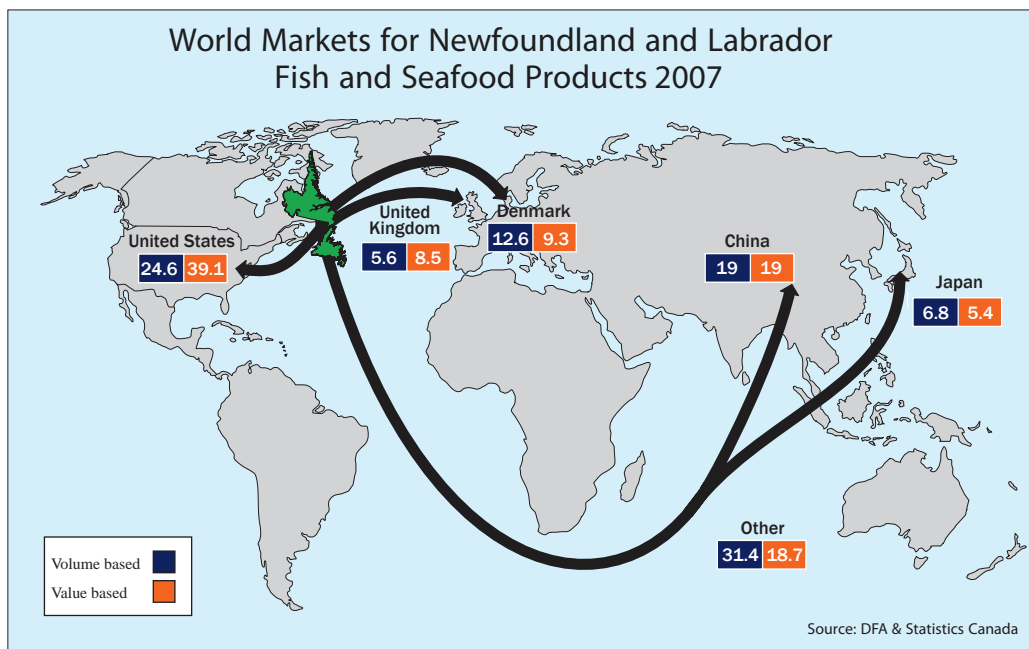 World Markets for Newfoundland and Labrador
Fish and Seafood Products 2007
United States
24.6 39.1
United
Kingdom
5.6 8.5
Denmark
12.6 9.3
China
19 19
Japan
6.8 5.4
Other
31.4 18.7
Volume based
Value based
Source: DFA & Statistics Canada